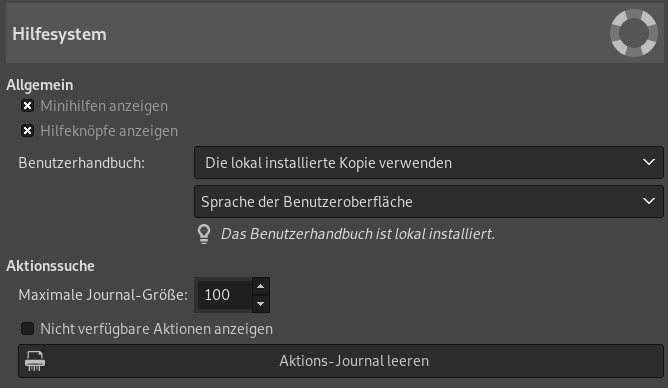 Hilfesystem
Allgemein
Minihilfen anzeigen
Hilfeknöpfe anzeigen
Benutzerhandbuch: Die lokal installierte Kopie verwenden
Sprache der Benutzeroberfläche
Das Benutzerhandbuch ist lokal installiert.
Aktionssuche
Maximale Journal-Größe: 100
Nicht verfügbare Aktionen anzeigen
Aktions-Journal leeren